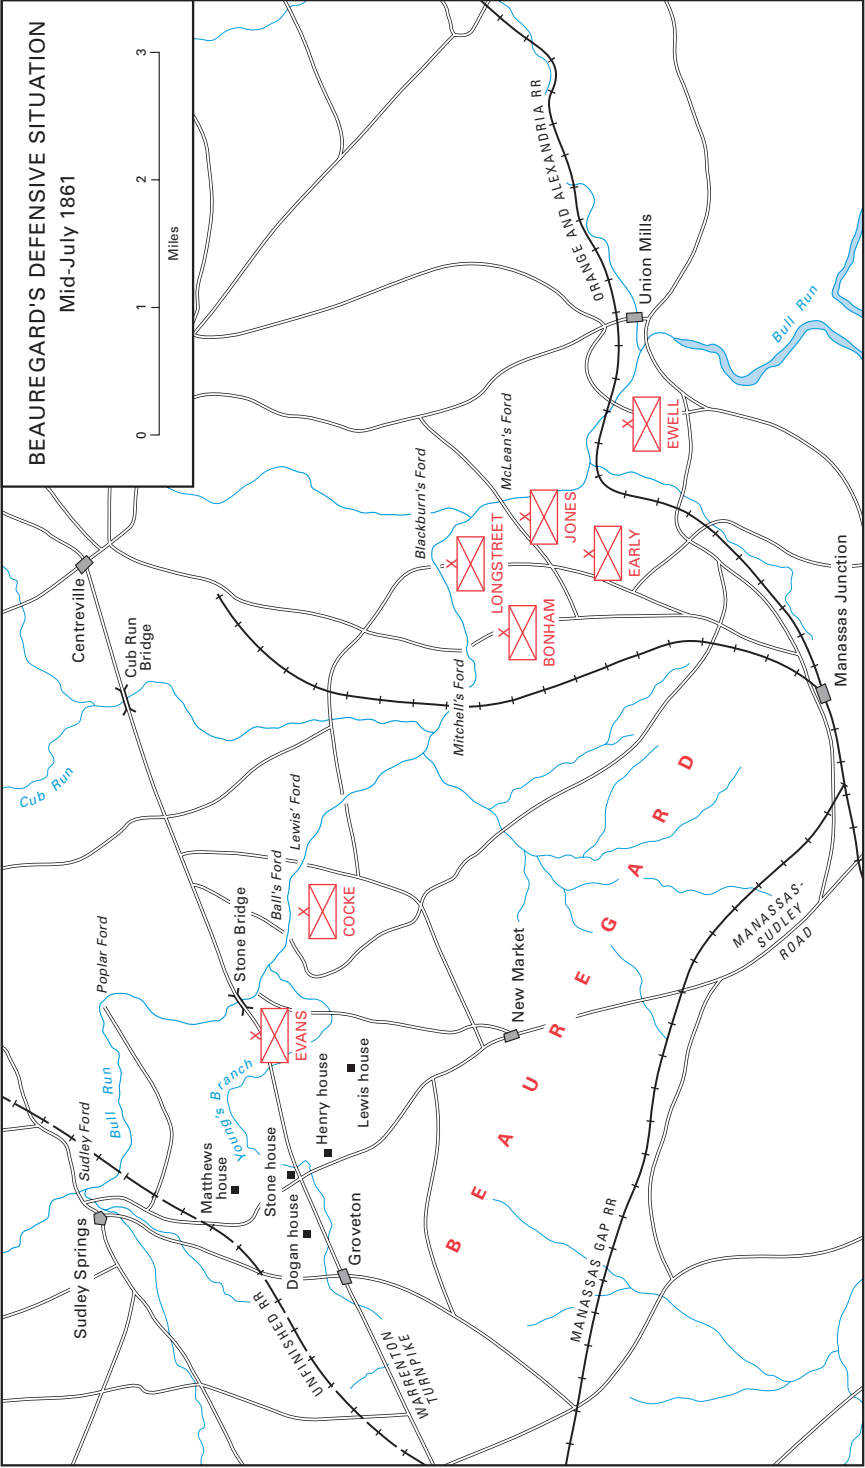 BEAUREGARD'S DEFENSIVE SITUATION
Mid-July 1861
0
1
2
3
Miles
Sudley Springs
Sudley Ford
Bull Run
Poplar Ford
Cub Run
Cub Run
Bridge
Centreville
UNFINISHED RR
Matthews
house
Young's Branch
Stone Bridge
Ball's Ford
Lewis' Ford
Dogan house
Stone house
Henry house
Lewis house
X
EVANS
X
COCKE
Groveton
WARRENTON
TURNPIKE
Mitchell's Ford
Blackburn's Ford
McLean's Ford
X
LONGSTREET
X
BONHAM
X
JONES
X
EARLY
X
EWELL
ORANGE AND ALEXANDRIA RR
Union Mills
Bull Run
New Market
BEAUREGARD
MANASSAS GAP RR
MANASSAS-
SUDLEY
ROAD
Manassas Junction